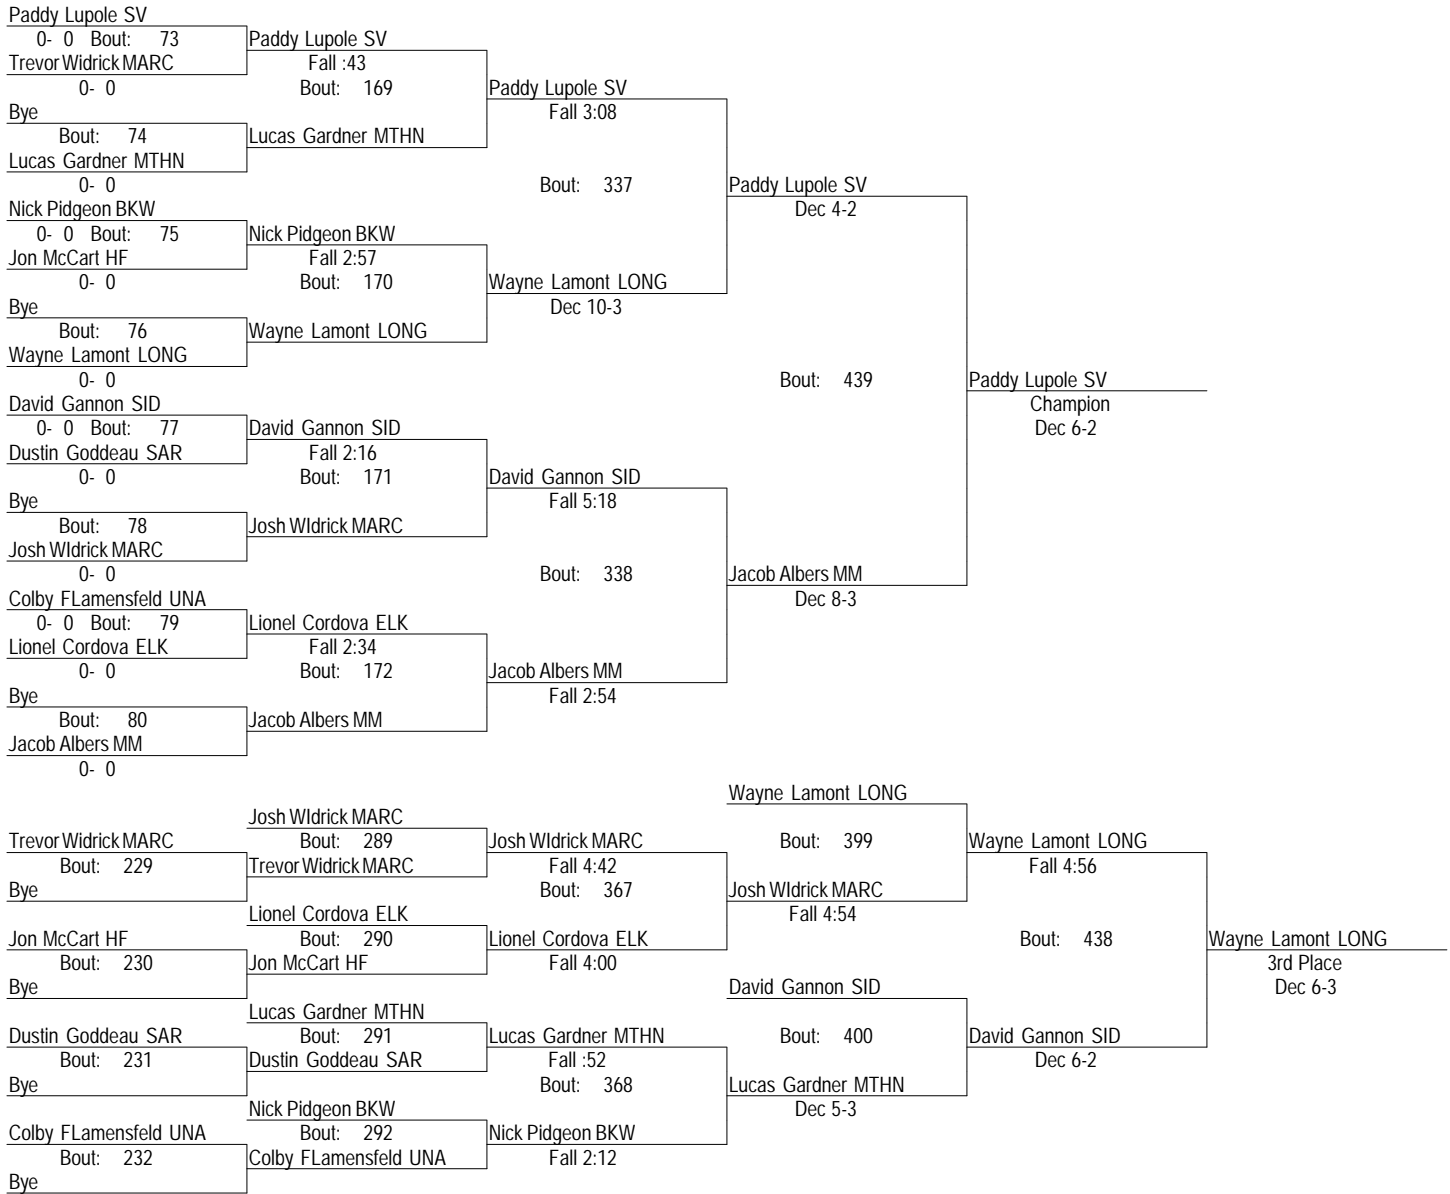 Paddy Lupole SV
0- 0 Bout: 73 Paddy Lupole SV
Trevor Widrick MARC Fall :43
0- 0 Bout: 169 Paddy Lupole SV
Bye Fall 3:08
Bout: 74 Lucas Gardner MTHN
Lucas Gardner MTHN
0- 0 Bout: 337 Paddy Lupole SV
Nick Pidgeon BKW Dec 4-2
0- 0 Bout: 75 Nick Pidgeon BKW
Jon McCart HF Fall 2:57
0- 0 Bout: 170 Wayne Lamont LONG
Bye Dec 10-3
Bout: 76 Wayne Lamont LONG
Wayne Lamont LONG
0- 0 Bout: 439 Paddy Lupole SV
David Gannon SID Champion
0- 0 Bout: 77 David Gannon SID Dec 6-2
Dustin Goddeau SAR Fall 2:16
0- 0 Bout: 171 David Gannon SID
Bye Fall 5:18
Bout: 78 Josh WIdrick MARC
Josh WIdrick MARC
0- 0 Bout: 338 Jacob Albers MM
Colby FLamensfeld UNA Dec 8-3
0- 0 Bout: 79 Lionel Cordova ELK
Lionel Cordova ELK Fall 2:34
0- 0 Bout: 172 Jacob Albers MM
Bye Fall 2:54
Bout: 80 Jacob Albers MM
Jacob Albers MM
0- 0
Wayne Lamont LONG
Josh WIdrick MARC
Trevor Widrick MARC Bout: 289 Josh WIdrick MARC Bout: 399 Wayne Lamont LONG
Bout: 229 Trevor Widrick MARC Fall 4:42 Fall 4:56
Bye Bout: 367 Josh WIdrick MARC
Lionel Cordova ELK Fall 4:54
Jon McCart HF Bout: 290 Lionel Cordova ELK Bout: 438 Wayne Lamont LONG
Bout: 230 Jon McCart HF Fall 4:00 3rd Place
Bye David Gannon SID Dec 6-3
Lucas Gardner MTHN
Dustin Goddeau SAR Bout: 291 Lucas Gardner MTHN Bout: 400 David Gannon SID
Bout: 231 Dustin Goddeau SAR Fall :52 Dec 6-2
Bye Bout: 368 Lucas Gardner MTHN
Nick Pidgeon BKW Dec 5-3
Colby FLamensfeld UNA Bout: 292 Nick Pidgeon BKW
Bout: 232 Colby FLamensfeld UNA Fall 2:12
Bye